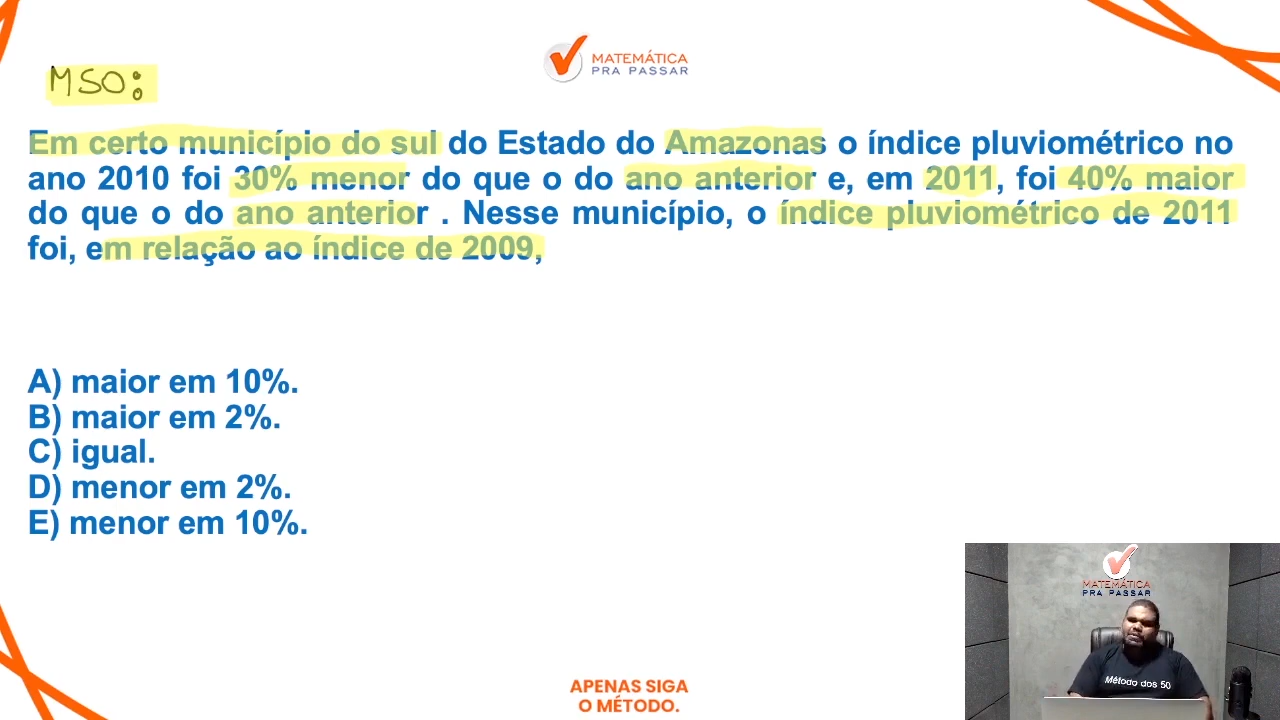 MATEMÁTICA
PRA PASSAR
MSO:
Em certo município do sul do Estado do Amazonas o índice pluviométrico no
ano 2010 foi 30% menor do que o do ano anterior e, em 2011, foi 40% maior
do que o do ano anterior . Nesse município, o índice pluviométrico de 2011
foi, em relação ao índice de 2009,
A) maior em 10%.
B) maior em 2%.
C) igual.
D) menor em 2%.
E) menor em 10%.
MATEMÁTICA
PRA PASSAR
Método dos 50
APENAS SIGA
O MÉTODO.